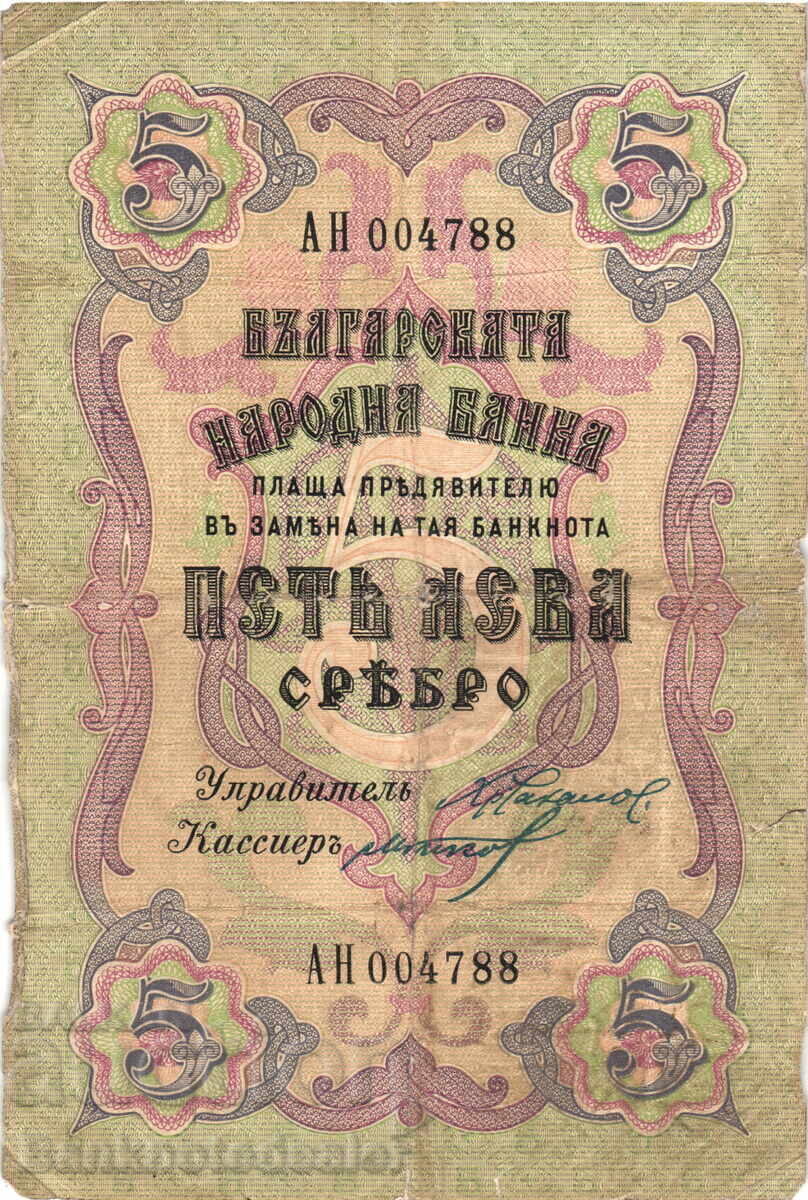 5 5
АН 004788
БЪЛГАРСКАТА
НАРОДНА БАНКА
ПЛАЩА ПРѢДЯВИТЕЛЮ
ВЪ ЗАМѢНА НА ТАЯ БАНКНОТА
5
ПЕТЬ ЛЕВА
СРѢБРО
Управитель
Кассиеръ
АН 004788
5 5